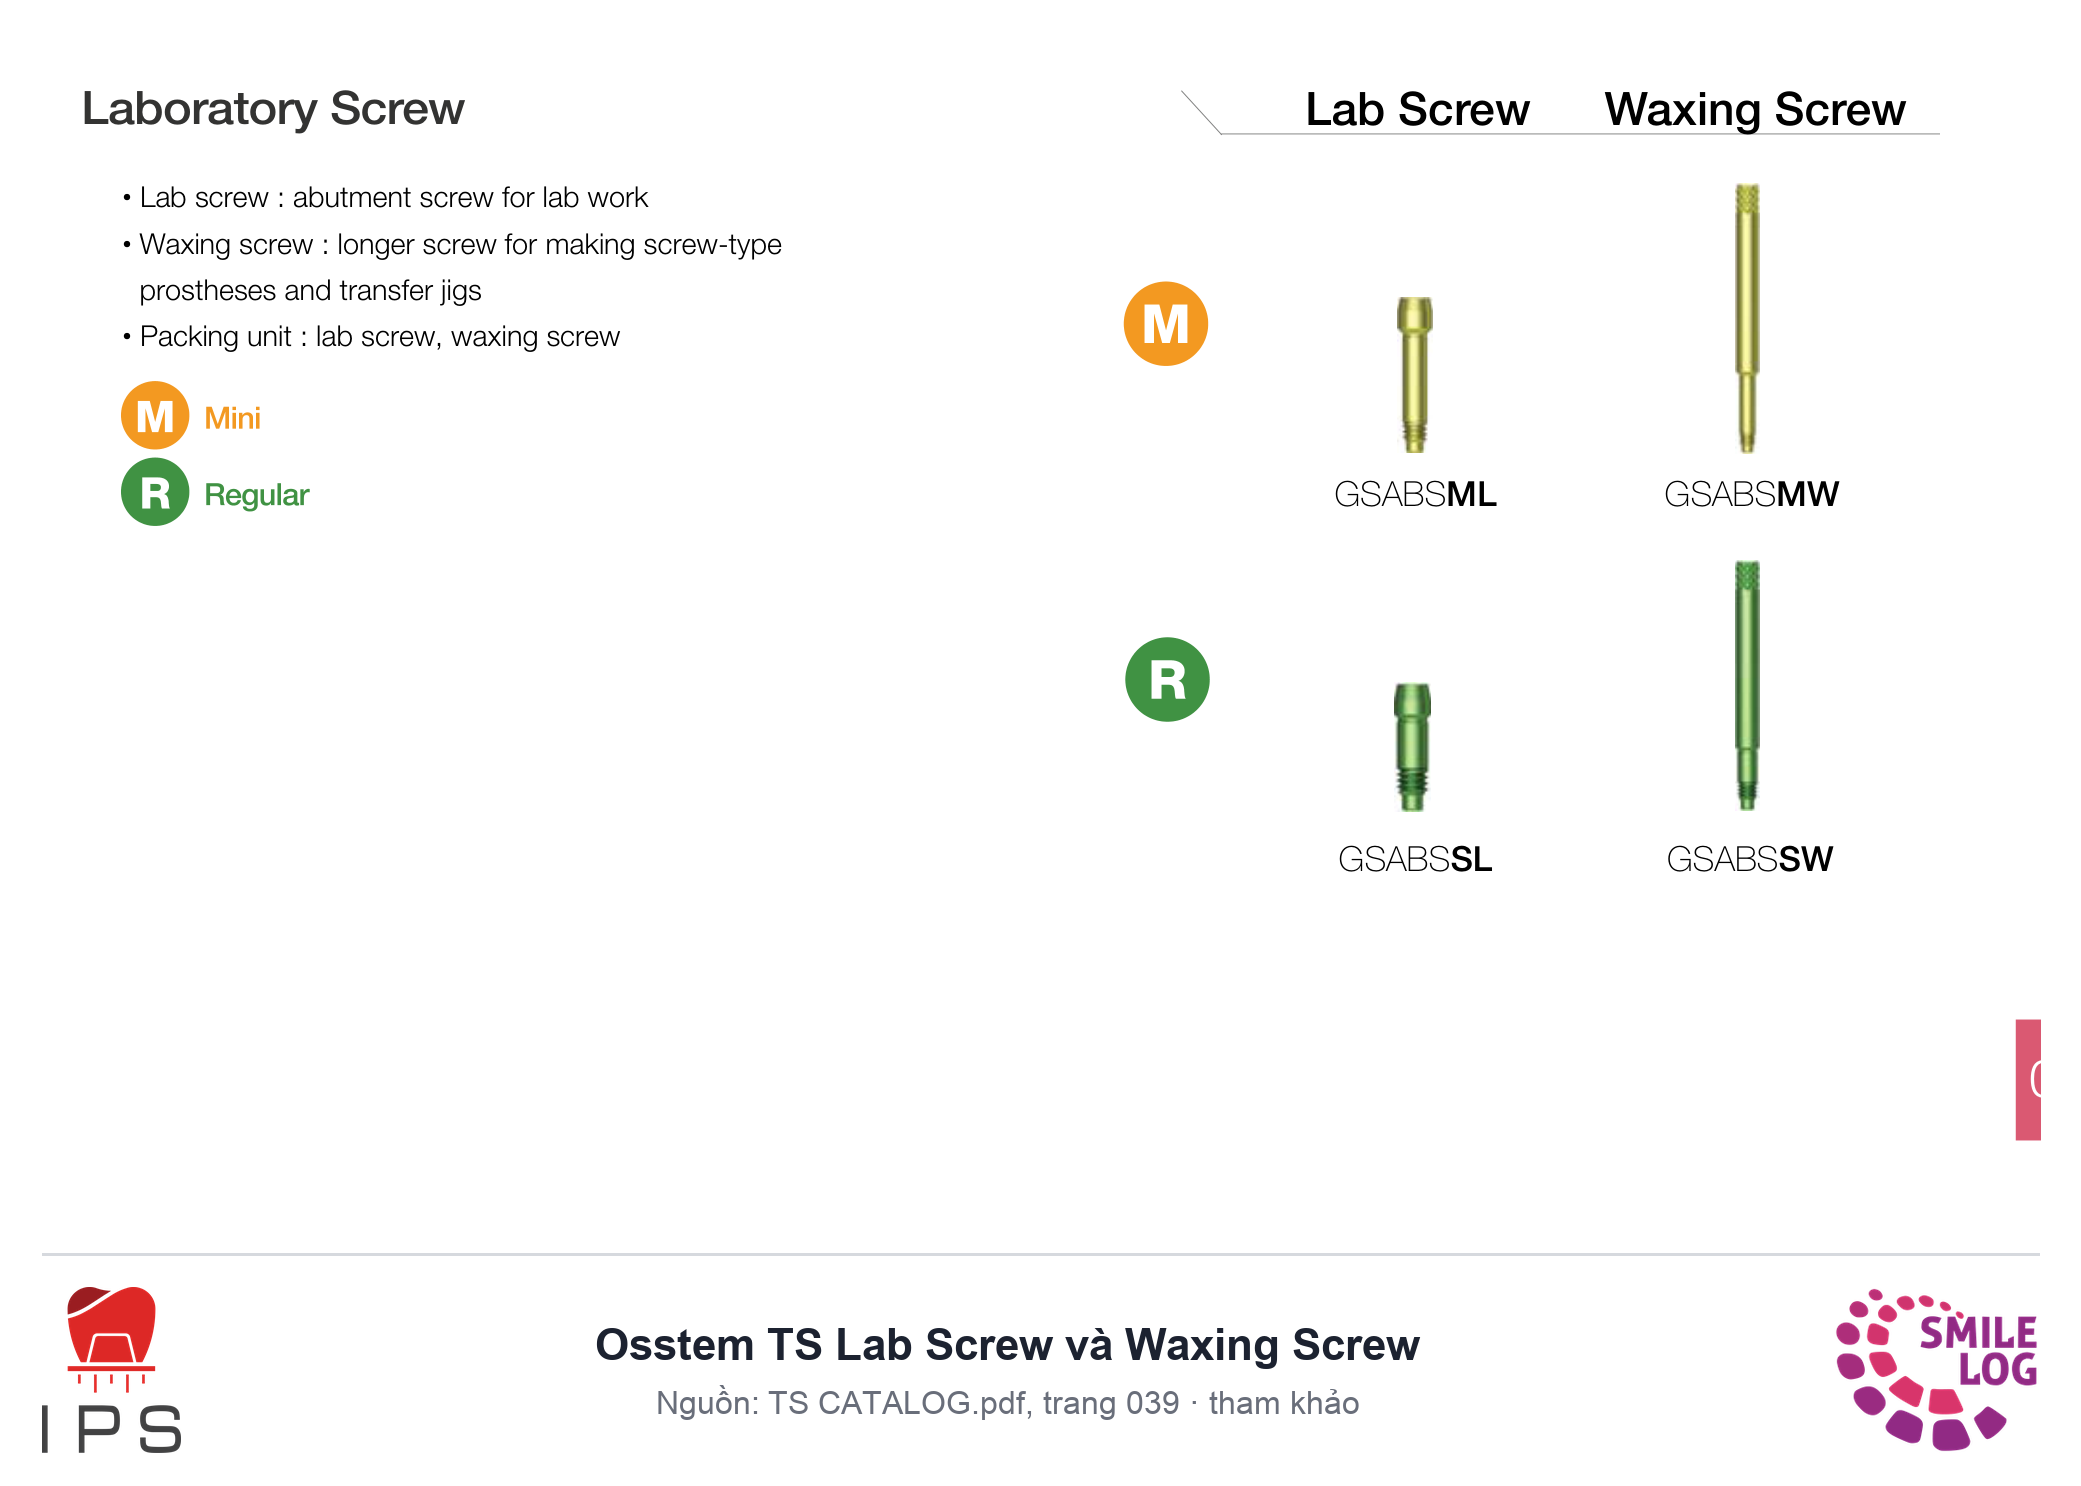 Laboratory Screw
• Lab screw : abutment screw for lab work
• Waxing screw : longer screw for making screw-type
prostheses and transfer jigs
• Packing unit : lab screw, waxing screw
M Mini
R Regular
Lab Screw Waxing Screw
M
GSABSML GSABSMW
R
GSABSSL GSABSSW
IPS
Osstem TS Lab Screw và Waxing Screw
Nguồn: TS CATALOG.pdf, trang 039 · tham khảo
SMILE
LOG